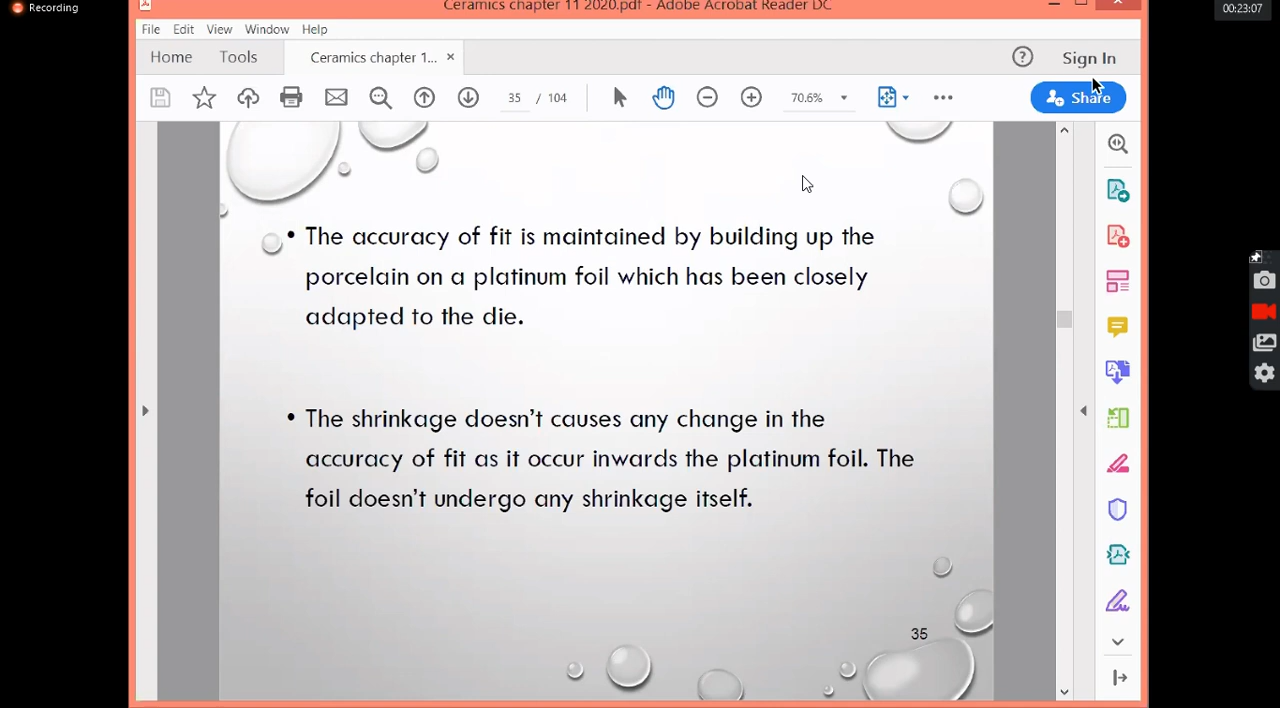 Recording
Ceramics chapter 11 2020.pdf - Adobe Acrobat Reader DC
00:23:07
File Edit View Window Help
Home Tools Ceramics chapter 1... × Sign In
35 / 104 70.6% Share
• The accuracy of fit is maintained by building up the
porcelain on a platinum foil which has been closely
adapted to the die.
• The shrinkage doesn't causes any change in the
accuracy of fit as it occur inwards the platinum foil. The
foil doesn't undergo any shrinkage itself.
35